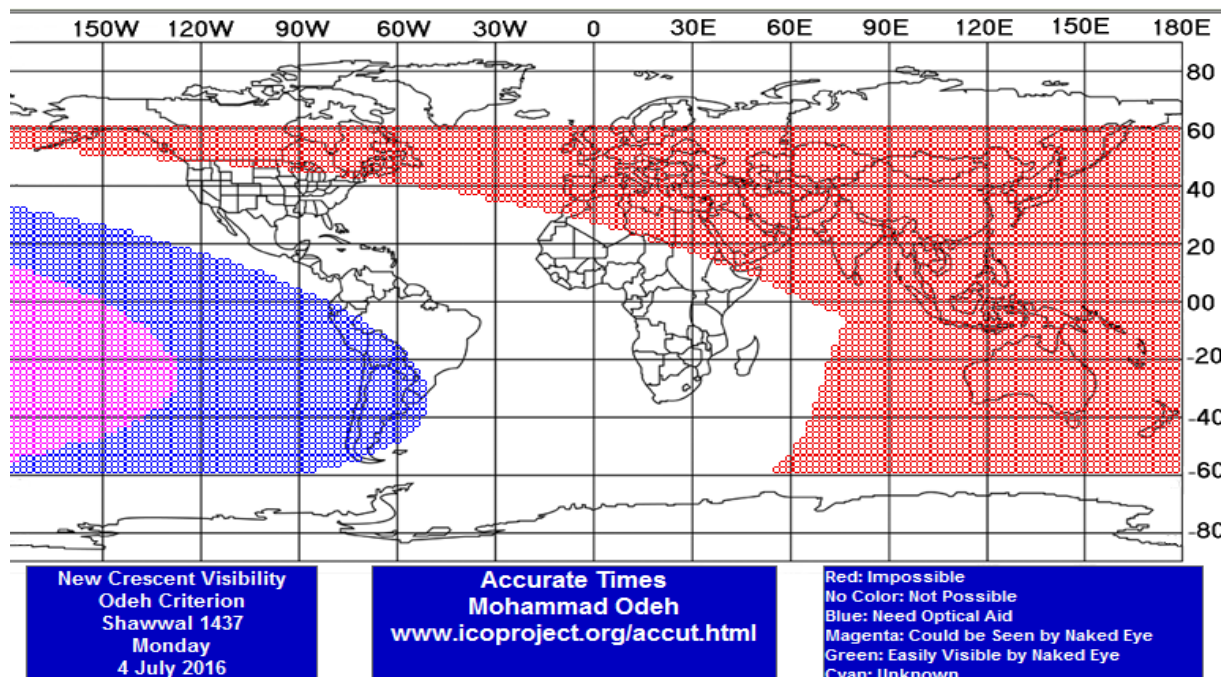 150W 120W 90W 60W 30W 0 30E 60E 90E 120E 150E 180E
80
60
40
20
00
-20
-40
-60
-80
New Crescent Visibility
Odeh Criterion
Shawwal 1437
Monday
4 July 2016
Accurate Times
Mohammad Odeh
www.icoproject.org/accut.html
Red: Impossible
No Color: Not Possible
Blue: Need Optical Aid
Magenta: Could be Seen by Naked Eye
Green: Easily Visible by Naked Eye
Cyan: Unknown